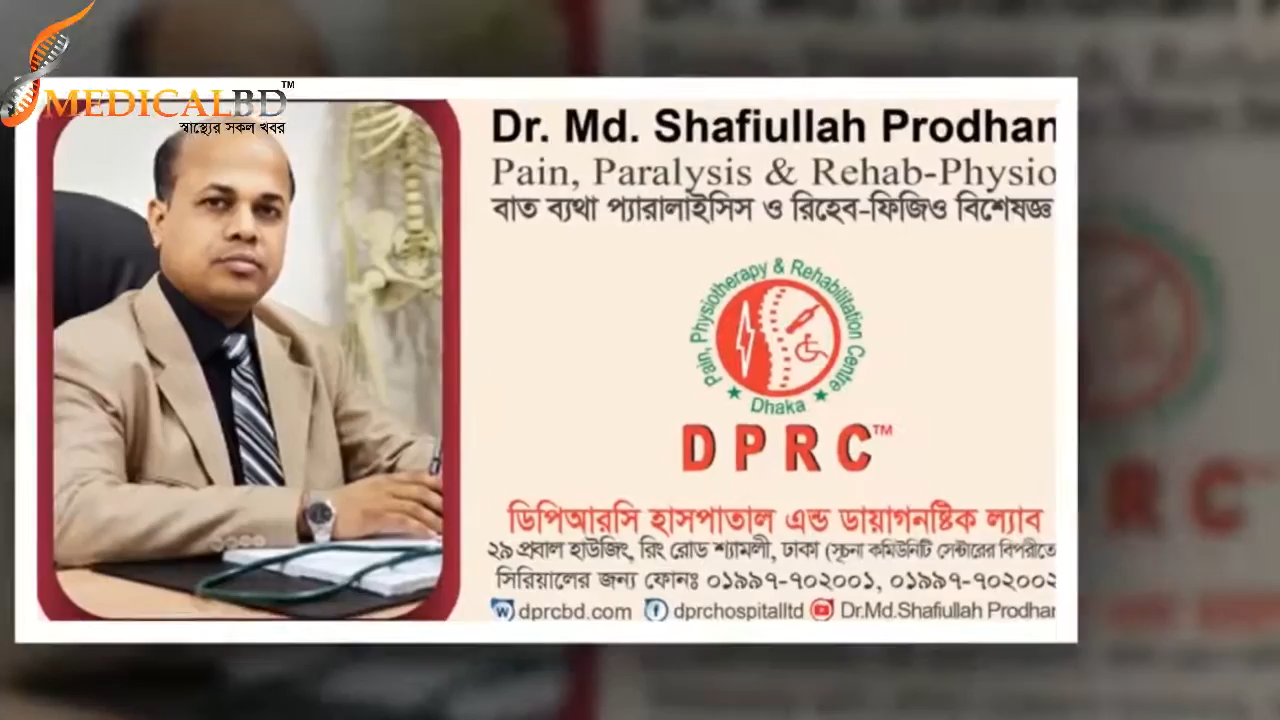 MEDICALBD™
স্বাস্থ্যের সকল খবর
Dr. Md. Shafiullah Prodhan
Pain, Paralysis & Rehab-Physio
বাত ব্যথা প্যারালাইসিস ও রিহেব-ফিজিও বিশেষজ্ঞ
Pain, Physiotherapy & Rehabilitation Centre
Dhaka
DPRC™
ডিপিআরসি হাসপাতাল এন্ড ডায়াগনষ্টিক ল্যাব
২৯ প্রবাল হাউজিং, রিং রোড শ্যামলী, ঢাকা (সূচনা কমিউনিটি সেন্টারের বিপরীতে
সিরিয়ালের জন্য ফোনঃ ০১৯৯৭-৭০২০০১, ০১৯৯৭-৭০২০০২
dprcbd.com dprchospitalltd Dr.Md.Shafiullah Prodhan